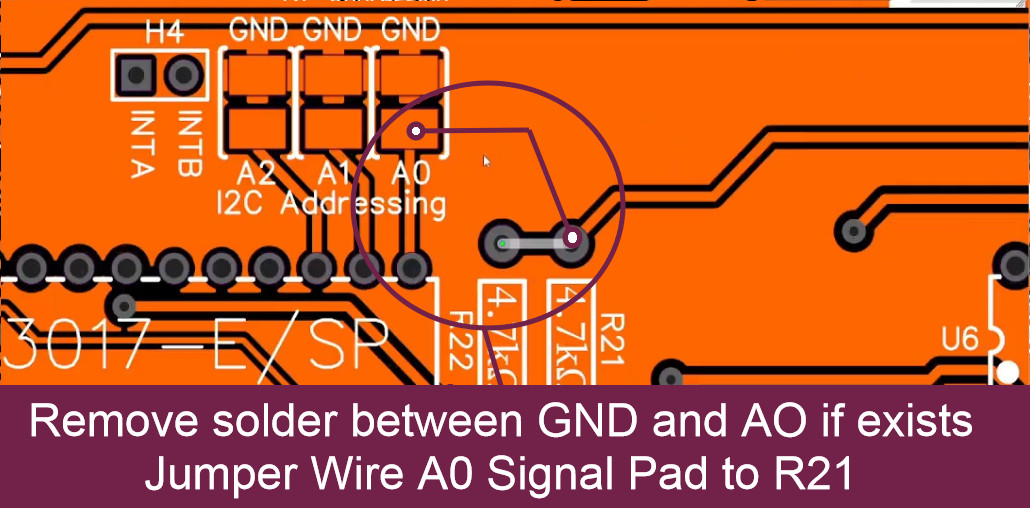 H4
GND GND GND
INTA
INTB
A2 A1 A0
I2C Addressing
3017-E/SP
R22
4.7kΩ
4.7kΩ
R21
U6
Remove solder between GND and AO if exists
Jumper Wire A0 Signal Pad to R21